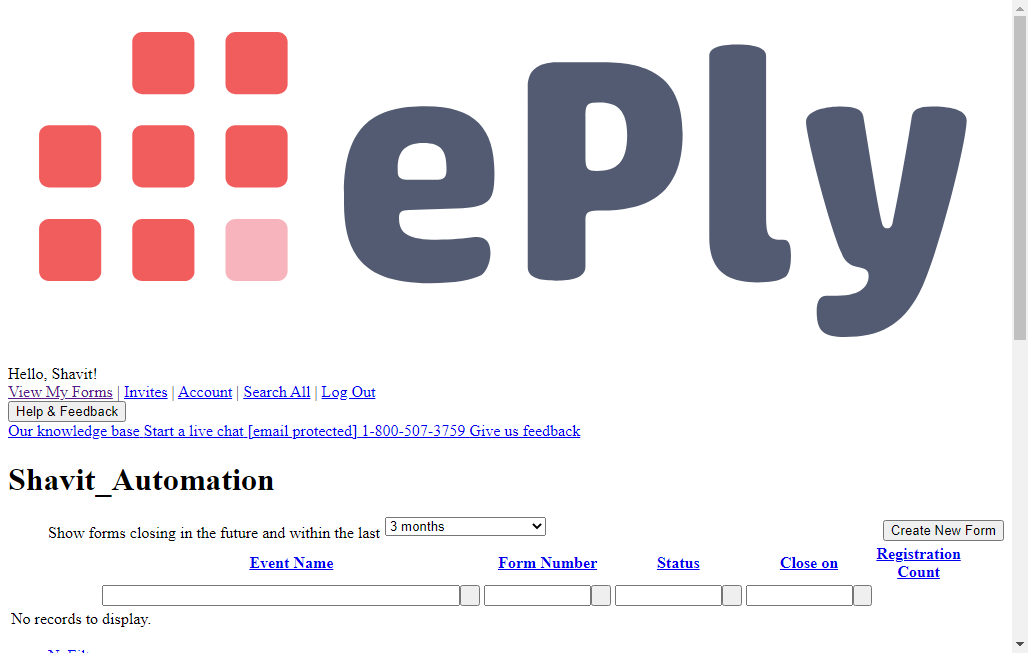 ePly
Hello, Shavit!
View My Forms | Invites | Account | Search All | Log Out
Help & Feedback
Our knowledge base Start a live chat [email protected] 1-800-507-3759 Give us feedback
Shavit_Automation
Show forms closing in the future and within the last 3 months
Create New Form
Event Name Form Number Status Close on Registration Count
No records to display.